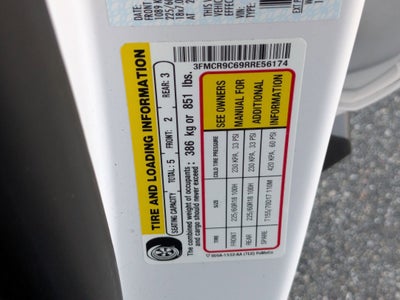 3FMCR9C69RRE56174
TIRE AND LOADING INFORMATION
SEATING CAPACITY TOTAL: 5 FRONT: 2 REAR: 3
The combined weight of occupants and cargo should never exceed: 386 kg or 851 lbs.
SIZE COLD TIRE PRESSURE
FRONT 225/60R18 100H 230 KPA, 33 PSI
REAR 225/60R18 100H 230 KPA, 33 PSI
SPARE T155/70D17 110M 420 KPA, 60 PSI
SEE OWNERS
MANUAL FOR
ADDITIONAL
INFORMATION